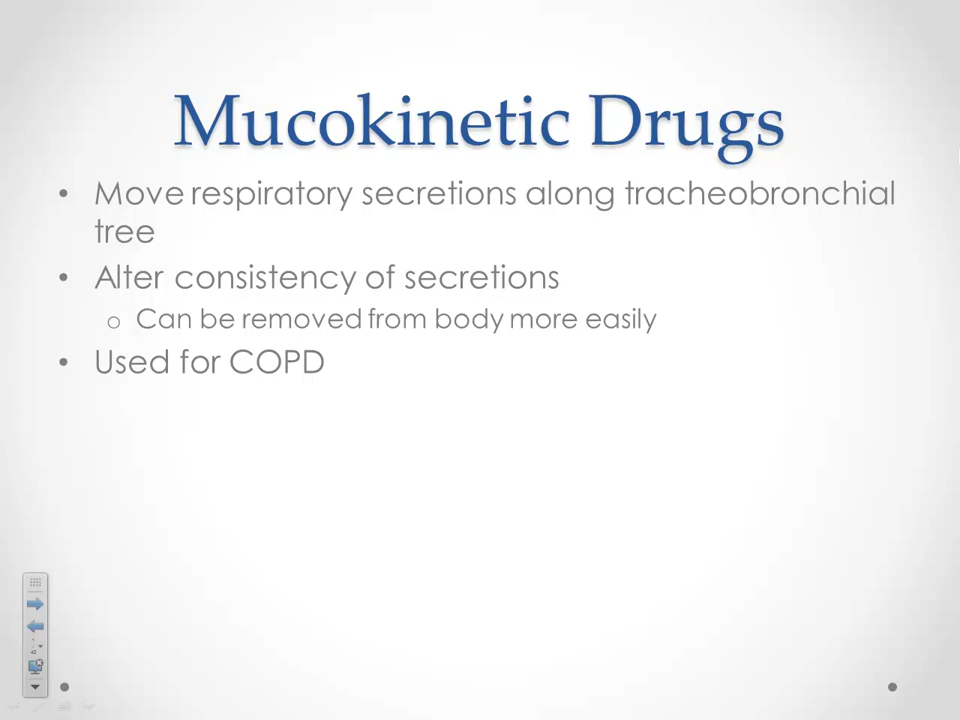 Mucokinetic Drugs
• Move respiratory secretions along tracheobronchial
tree
• Alter consistency of secretions
o Can be removed from body more easily
• Used for COPD